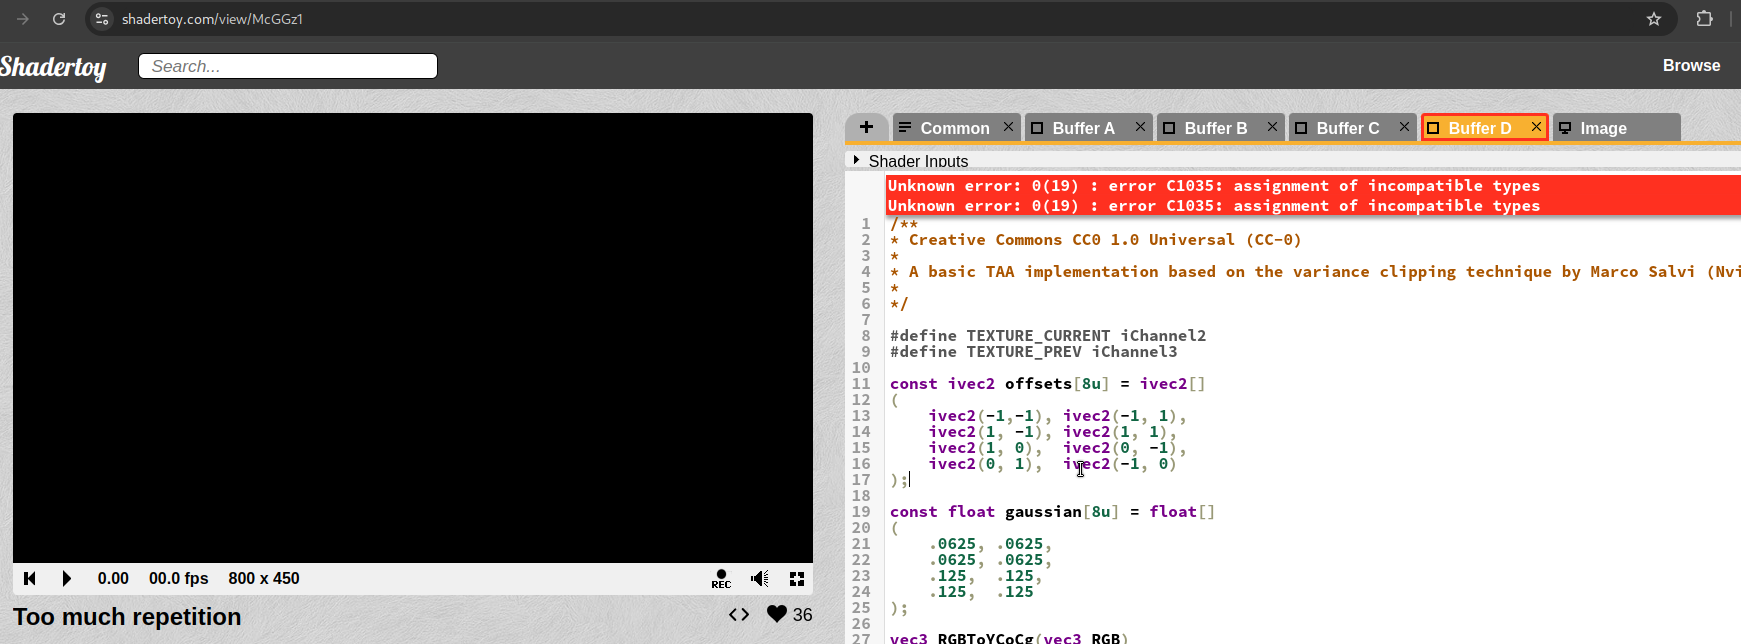 shadertoy.com/view/McGGz1
Shadertoy
Search...
Browse
+ Common × Buffer A × Buffer B × Buffer C × Buffer D × Image
Shader Inputs
Unknown error: 0(19) : error C1035: assignment of incompatible types
Unknown error: 0(19) : error C1035: assignment of incompatible types
1 /**
2 * Creative Commons CC0 1.0 Universal (CC-0)
3 *
4 * A basic TAA implementation based on the variance clipping technique by Marco Salvi (Nvi
5 *
6 */
7
8 #define TEXTURE_CURRENT iChannel2
9 #define TEXTURE_PREV iChannel3
10
11 const ivec2 offsets[8u] = ivec2[]
12 (
13 ivec2(-1,-1), ivec2(-1, 1),
14 ivec2(1, -1), ivec2(1, 1),
15 ivec2(1, 0), ivec2(0, -1),
16 ivec2(0, 1), ivec2(-1, 0)
17 );
18
19 const float gaussian[8u] = float[]
20 (
21 .0625, .0625,
22 .0625, .0625,
23 .125, .125,
24 .125, .125
25 );
26
27 vec3 RGBToYCoCg(vec3 RGB)
0.00 00.0 fps 800 x 450 REC
Too much repetition <> 36